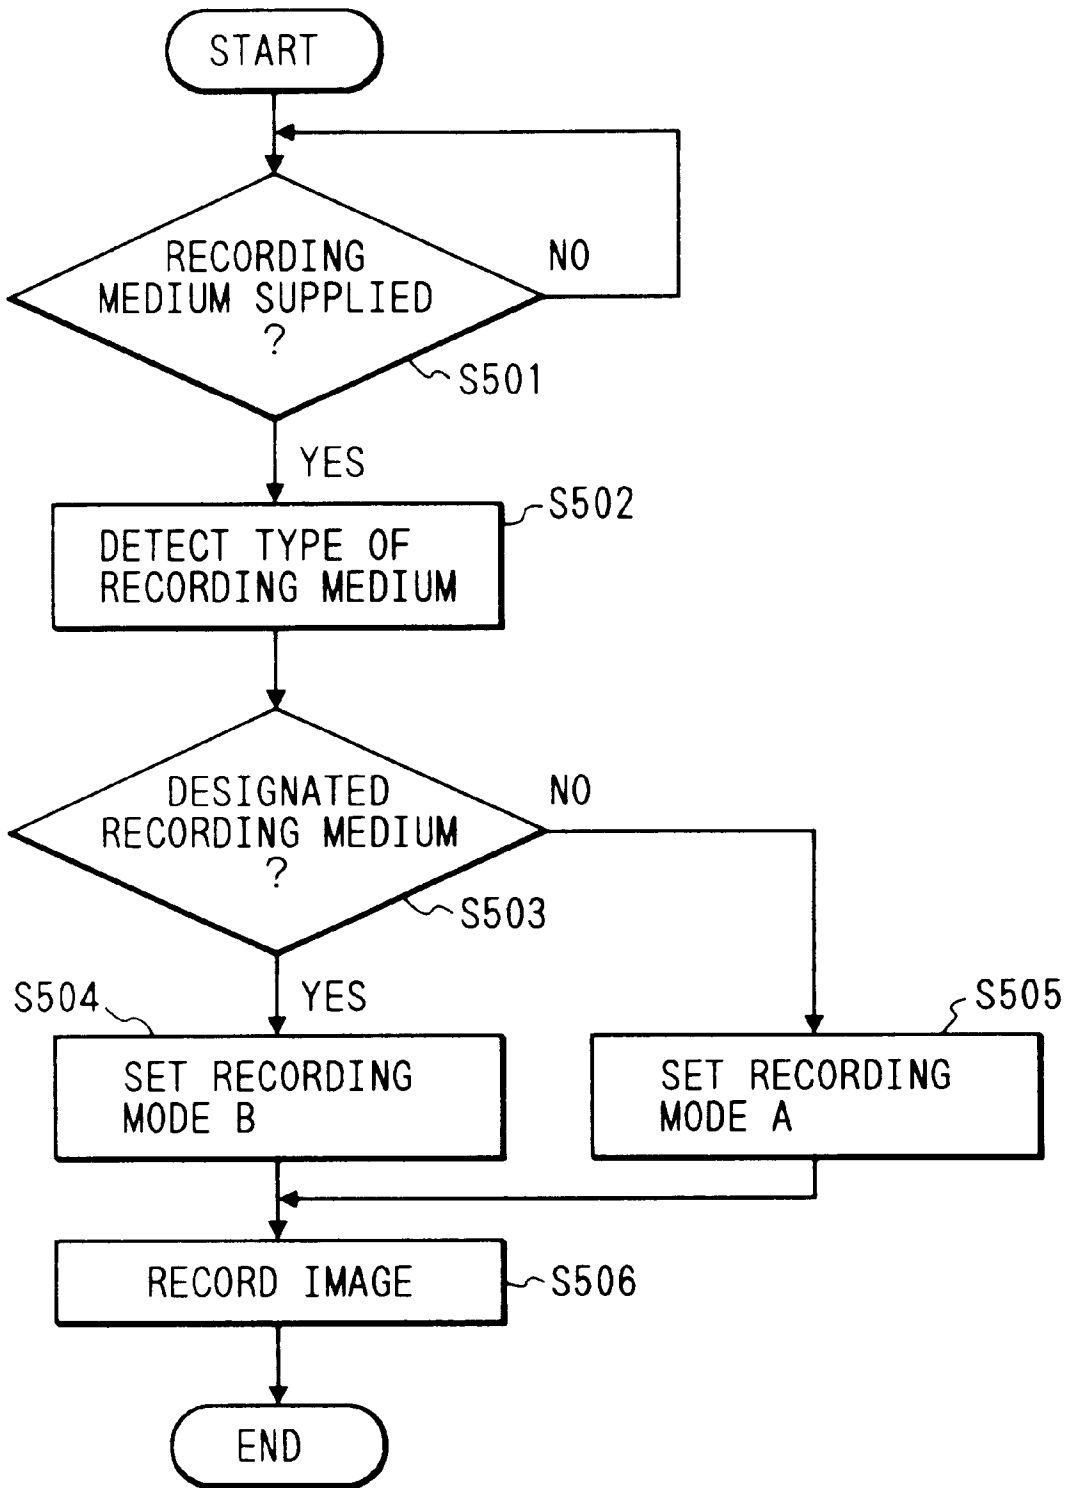 START
RECORDING
MEDIUM SUPPLIED
?
NO
S501
YES
S502
DETECT TYPE OF
RECORDING MEDIUM
DESIGNATED
RECORDING MEDIUM
?
NO
S503
YES
S504
SET RECORDING
MODE B
S505
SET RECORDING
MODE A
RECORD IMAGE
S506
END